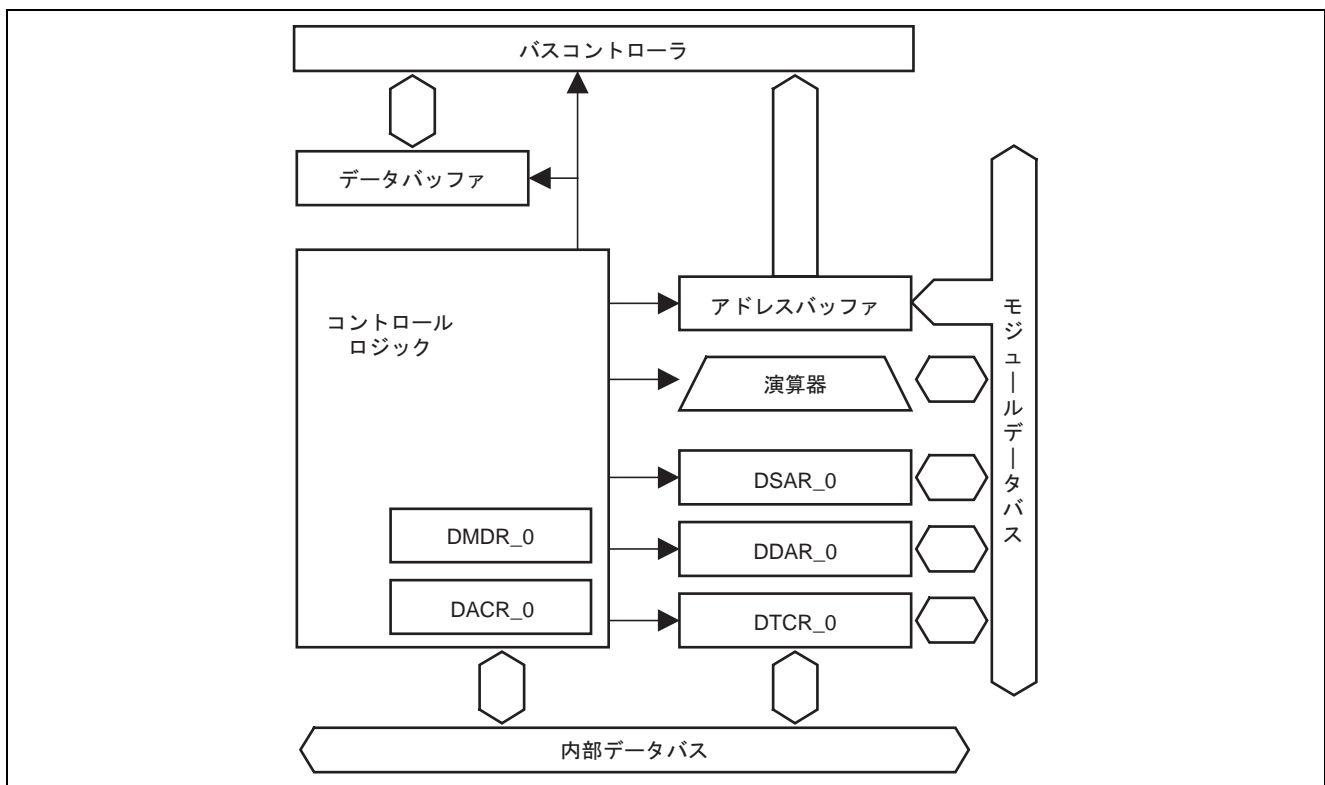 バスコントローラ
データバッファ
コントロール
ロジック
アドレスバッファ
演算器
DSAR_0
DMDR_0
DDAR_0
DACR_0
DTCR_0
モジュールデータバス
内部データバス